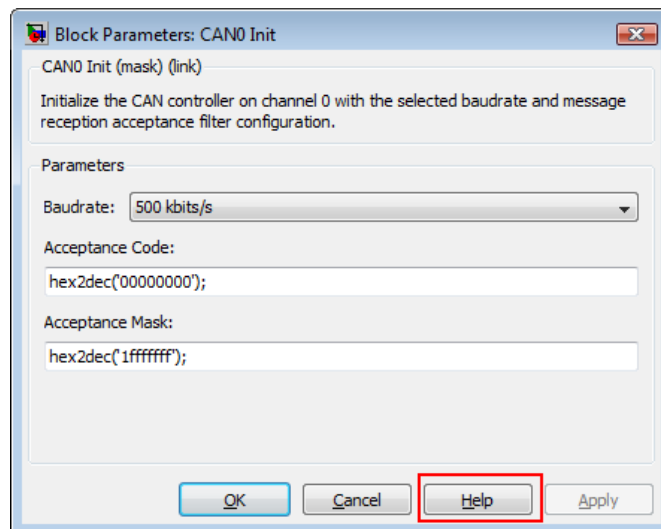 Block Parameters: CAN0 Init
CAN0 Init (mask) (link)
Initialize the CAN controller on channel 0 with the selected baudrate and message
reception acceptance filter configuration.
Parameters
Baudrate: 500 kbits/s
Acceptance Code:
hex2dec('00000000');
Acceptance Mask:
hex2dec('1fffffff');
OK Cancel Help Apply